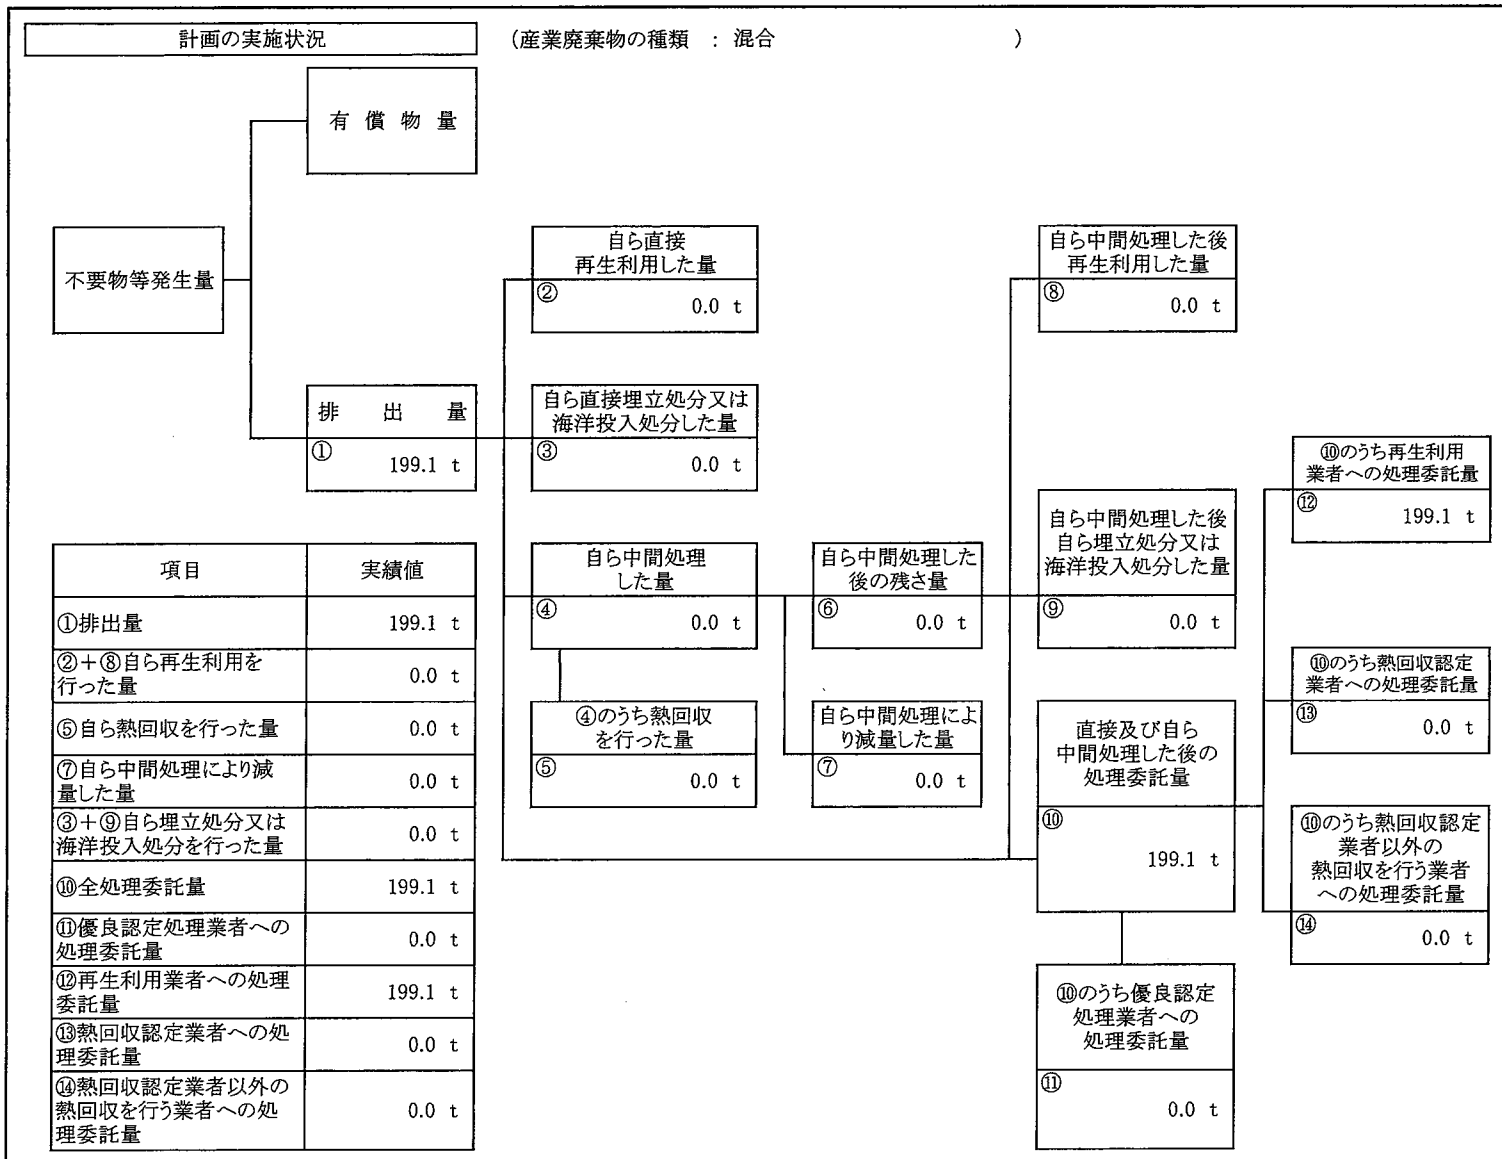 計画の実施状況
（産業廃棄物の種類 ： 混合 ）
有 償 物 量
不要物等発生量
自ら直接
再生利用した量
②
0.0 t
自ら中間処理した後
再生利用した量
⑧
0.0 t
排 出 量
①
199.1 t
自ら直接埋立処分又は
海洋投入処分した量
③
0.0 t
⑩のうち再生利用
業者への処理委託量
⑫
199.1 t
自ら中間処理した後
自ら埋立処分又は
海洋投入処分した量
⑨
0.0 t
自ら中間処理
した量
④
0.0 t
自ら中間処理した
後の残さ量
⑥
0.0 t
⑩のうち熱回収認定
業者への処理委託量
⑬
0.0 t
④のうち熱回収
を行った量
⑤
0.0 t
自ら中間処理によ
り減量した量
⑦
0.0 t
直接及び自ら
中間処理した後の
処理委託量
⑩
199.1 t
⑩のうち熱回収認定
業者以外の
熱回収を行う業者
への処理委託量
⑭
0.0 t
⑩のうち優良認定
処理業者への
処理委託量
⑪
0.0 t
項目 実績値
①排出量 199.1 t
②＋⑧自ら再生利用を
行った量 0.0 t
⑤自ら熱回収を行った量 0.0 t
⑦自ら中間処理により減
量した量 0.0 t
③＋⑨自ら埋立処分又は
海洋投入処分を行った量 0.0 t
⑩全処理委託量 199.1 t
⑪優良認定処理業者への
処理委託量 0.0 t
⑫再生利用業者への処理
委託量 199.1 t
⑬熱回収認定業者への処
理委託量 0.0 t
⑭熱回収認定業者以外の
熱回収を行う業者への処
理委託量 0.0 t